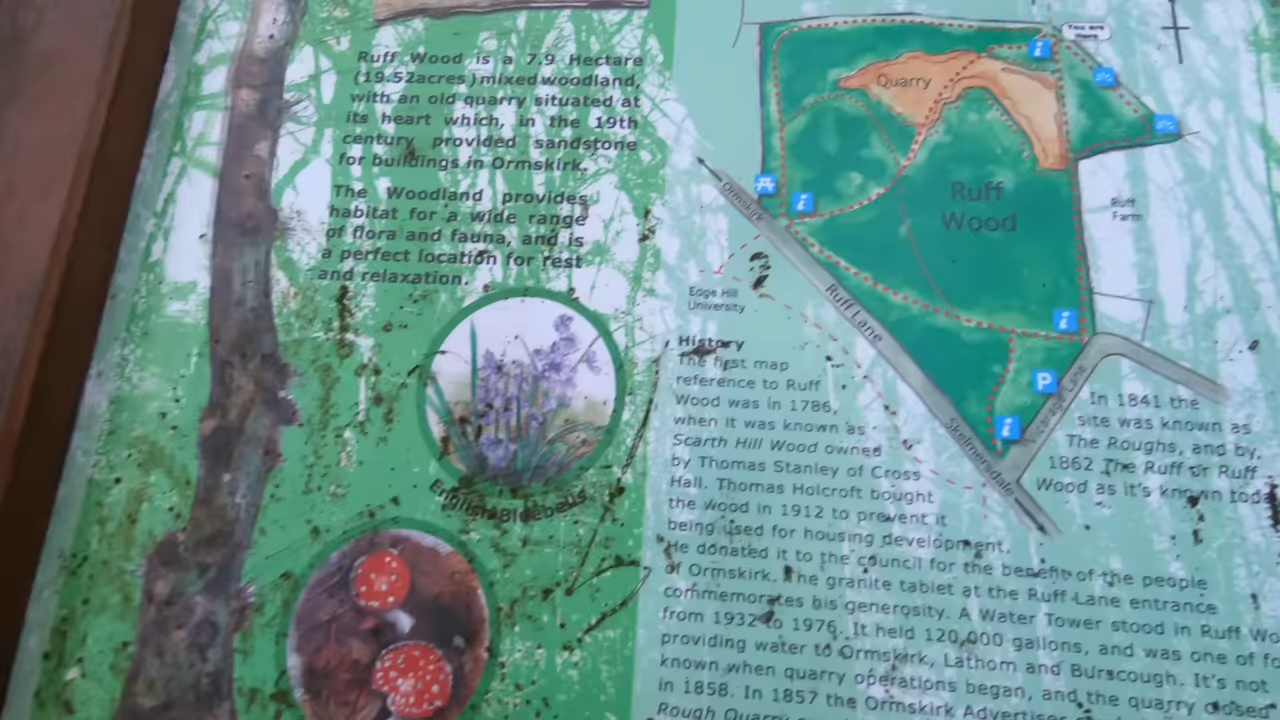 Ruff Wood is a 7.9 Hectare
(19.52acres) mixed woodland,
with an old quarry situated at
its heart which, in the 19th
century provided sandstone
for buildings in Ormskirk.
The Woodland provides
habitat for a wide range
of flora and fauna, and is
a perfect location for rest
and relaxation.
English Bluebells
You are
Here
Quarry
Ruff
Wood
Ruff
Farm
Ormskirk
Edge Hill
University
Ruff Lane
Skelmersdale
Vicarage Lane
P
i
i
i
i
History
The first map
reference to Ruff
Wood was in 1786,
when it was known as
Scarth Hill Wood owned
by Thomas Stanley of Cross
Hall. Thomas Holcroft bought
the wood in 1912 to prevent it
being used for housing development.
He donated it to the council for the benefit of the people
of Ormskirk. The granite tablet at the Ruff Lane entrance
commemorates his generosity. A Water Tower stood in Ruff Wo
from 1932 to 1976. It held 120,000 gallons, and was one of fo
providing water to Ormskirk, Lathom and Burscough. It's not
known when quarry operations began, and the quarry closed
in 1858. In 1857 the Ormskirk Advertiser
Rough Quarry
In 1841 the
site was known as
The Roughs, and by
1862 The Ruff or Ruff
Wood as it's known toda